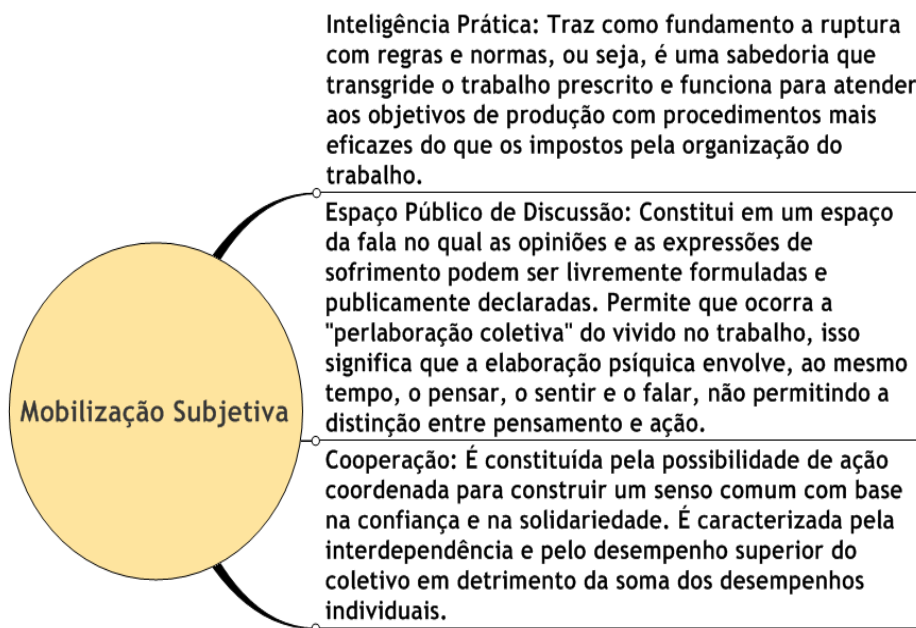 Inteligência Prática: Traz como fundamento a ruptura
com regras e normas, ou seja, é uma sabedoria que
transgride o trabalho prescrito e funciona para atender
aos objetivos de produção com procedimentos mais
eficazes do que os impostos pela organização do
trabalho.
Espaço Público de Discussão: Constitui em um espaço
da fala no qual as opiniões e as expressões de
sofrimento podem ser livremente formuladas e
publicamente declaradas. Permite que ocorra a
"perlaboração coletiva" do vivido no trabalho, isso
significa que a elaboração psíquica envolve, ao mesmo
tempo, o pensar, o sentir e o falar, não permitindo a
distinção entre pensamento e ação.
Mobilização Subjetiva
Cooperação: É constituída pela possibilidade de ação
coordenada para construir um senso comum com base
na confiança e na solidariedade. É caracterizada pela
interdependência e pelo desempenho superior do
coletivo em detrimento da soma dos desempenhos
individuais.